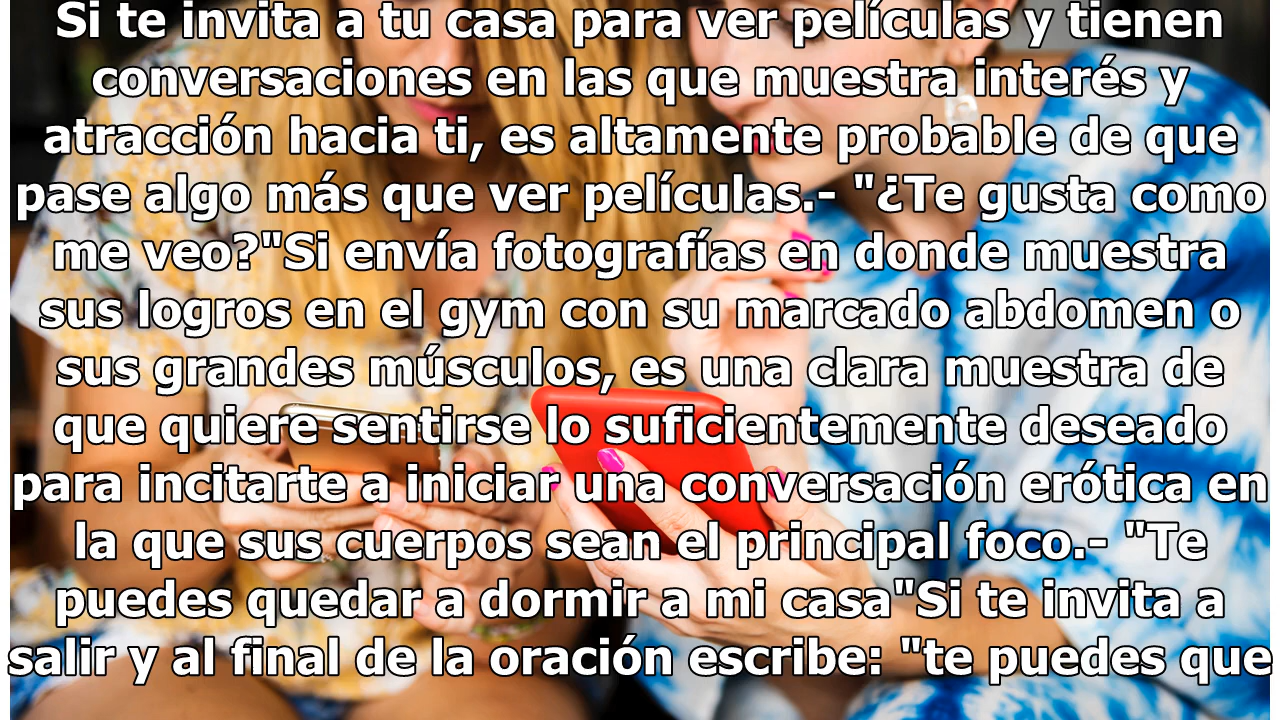 Si te invita a tu casa para ver películas y tienen
conversaciones en las que muestra interés y
atracción hacia ti, es altamente probable de que
pase algo más que ver películas.- "¿Te gusta como
me veo?"Si envía fotografías en donde muestra
sus logros en el gym con su marcado abdomen o
sus grandes músculos, es una clara muestra de
que quiere sentirse lo suficientemente deseado
para incitarte a iniciar una conversación erótica en
la que sus cuerpos sean el principal foco.- "Te
puedes quedar a dormir a mi casa"Si te invita a
salir y al final de la oración escribe: "te puedes que